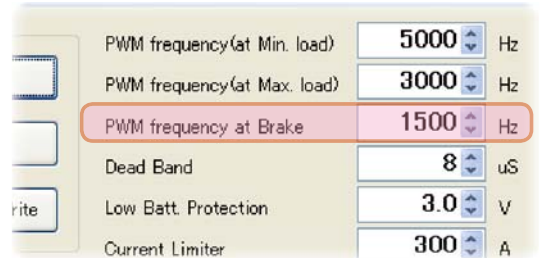 PWM frequency(at Min. load) 5000 Hz
PWM frequency(at Max. load) 3000 Hz
PWM frequency at Brake 1500 Hz
Dead Band 8 uS
rite Low Batt. Protection 3.0 V
Current Limiter 300 A